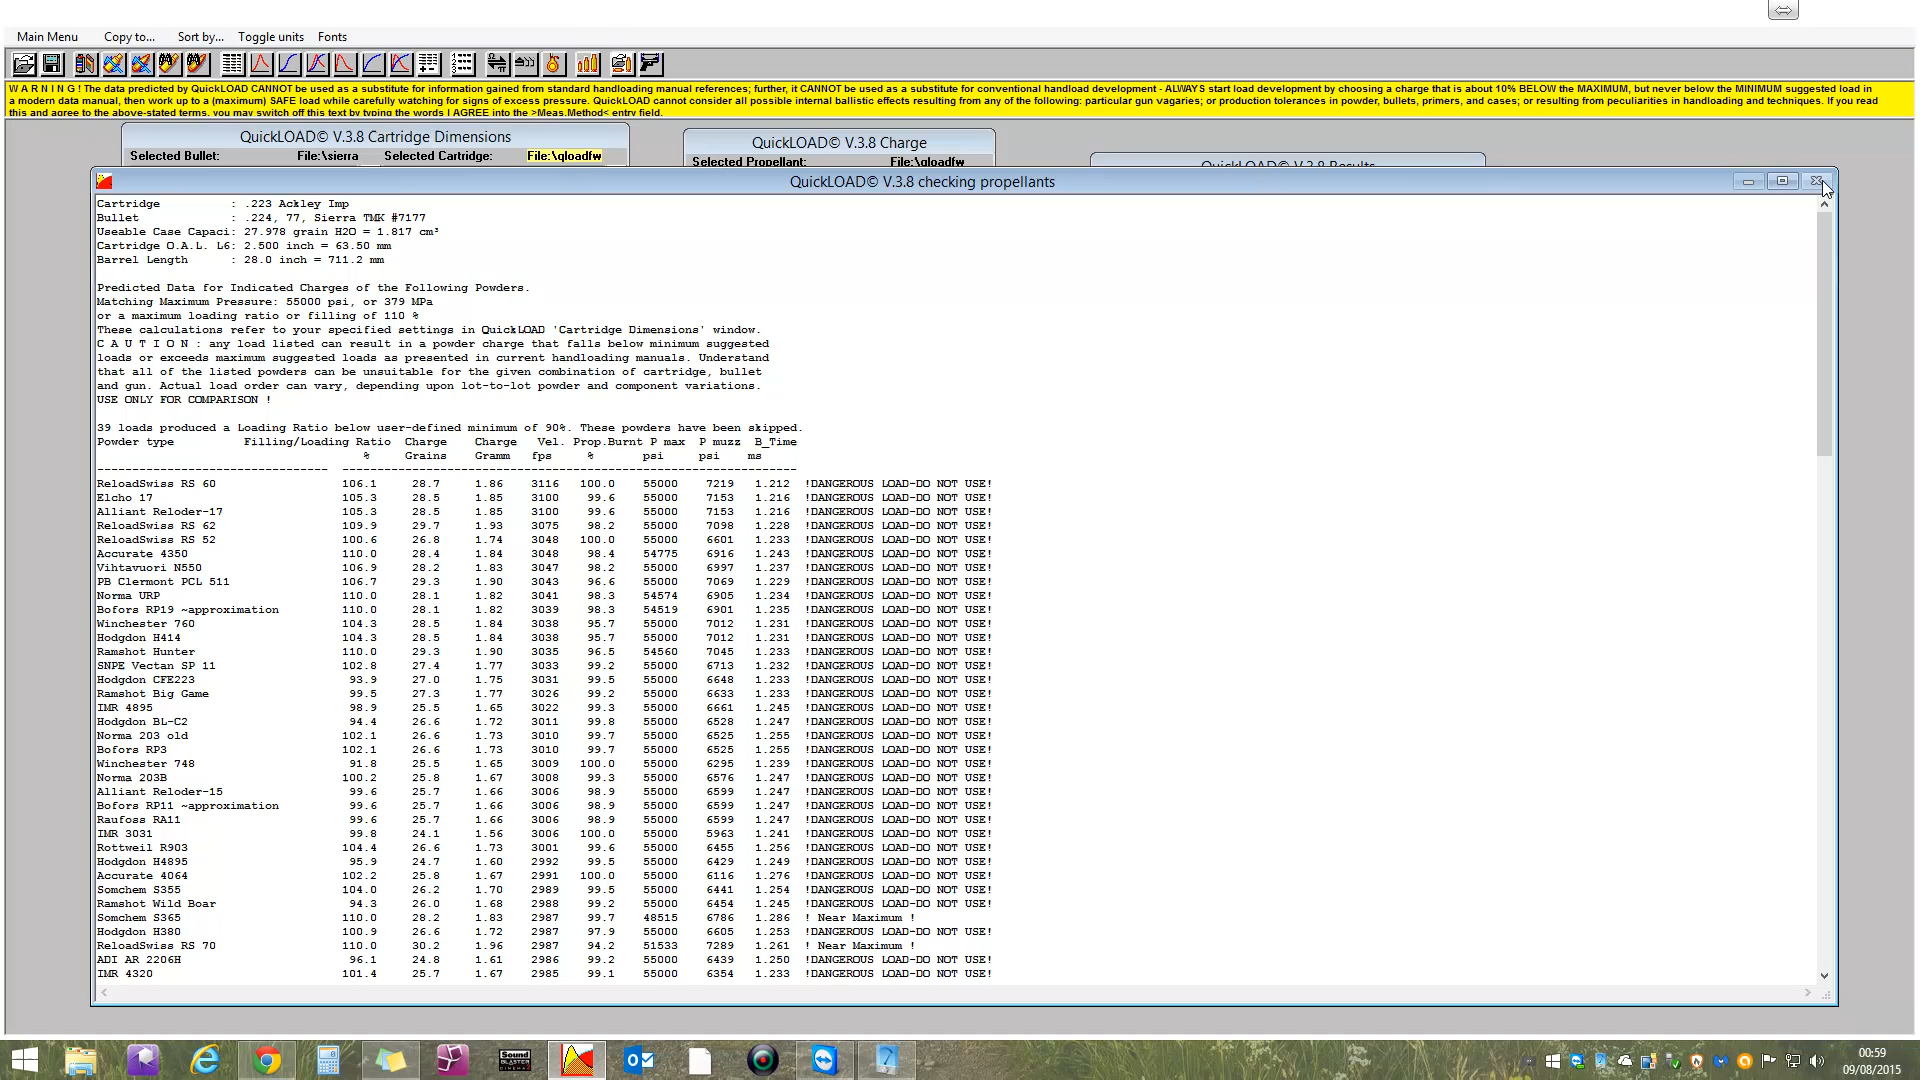 Main Menu Copy to... Sort by... Toggle units Fonts
W A R N I N G ! The data predicted by QuickLOAD CANNOT be used as a substitute for information gained from standard handloading manual references; further, it CANNOT be used as a substitute for conventional handload development - ALWAYS start load development by choosing a charge that is about 10% BELOW the MAXIMUM, but never below the MINIMUM suggested load in
a modern data manual, then work up to a (maximum) SAFE load while carefully watching for signs of excess pressure. QuickLOAD cannot consider all possible internal ballistic effects resulting from any of the following: particular gun vagaries; or production tolerances in powder, bullets, primers, and cases; or resulting from peculiarities in handloading and techniques. If you read
this and agree to the above-stated terms, you may switch off this text by typing the words I AGREE into the >Meas.Method< entry field.
QuickLOAD© V.3.8 Cartridge Dimensions
Selected Bullet: File:\sierra Selected Cartridge: File:\qloadfw
QuickLOAD© V.3.8 Charge
Selected Propellant: File:\qloadfw
QuickLOAD© V.3.8 Results
QuickLOAD© V.3.8 checking propellants
Cartridge : .223 Ackley Imp
Bullet : .224, 77, Sierra TMK #7177
Useable Case Capaci: 27.978 grain H2O = 1.817 cm³
Cartridge O.A.L. L6: 2.500 inch = 63.50 mm
Barrel Length : 28.0 inch = 711.2 mm
Predicted Data for Indicated Charges of the Following Powders.
Matching Maximum Pressure: 55000 psi, or 379 MPa
or a maximum loading ratio or filling of 110 %
These calculations refer to your specified settings in QuickLOAD 'Cartridge Dimensions' window.
C A U T I O N : any load listed can result in a powder charge that falls below minimum suggested
loads or exceeds maximum suggested loads as presented in current handloading manuals. Understand
that all of the listed powders can be unsuitable for the given combination of cartridge, bullet
and gun. Actual load order can vary, depending upon lot-to-lot powder and component variations.
USE ONLY FOR COMPARISON !
39 loads produced a Loading Ratio below user-defined minimum of 90%. These powders have been skipped.
Powder type Filling/Loading Ratio Charge Charge Vel. Prop.Burnt P max P muzz B_Time
% Grains Gramm fps % psi psi ms
--------------------------------- -----------------------------------------------------------------
ReloadSwiss RS 60 106.1 28.7 1.86 3116 100.0 55000 7219 1.212 !DANGEROUS LOAD-DO NOT USE!
Elcho 17 105.3 28.5 1.85 3100 99.6 55000 7153 1.216 !DANGEROUS LOAD-DO NOT USE!
Alliant Reloder-17 105.3 28.5 1.85 3100 99.6 55000 7153 1.216 !DANGEROUS LOAD-DO NOT USE!
ReloadSwiss RS 62 109.9 29.7 1.93 3075 98.2 55000 7098 1.228 !DANGEROUS LOAD-DO NOT USE!
ReloadSwiss RS 52 100.6 26.8 1.74 3048 100.0 55000 6601 1.233 !DANGEROUS LOAD-DO NOT USE!
Accurate 4350 110.0 28.4 1.84 3048 98.4 54775 6916 1.243 !DANGEROUS LOAD-DO NOT USE!
Vihtavuori N550 106.9 28.2 1.83 3047 98.2 55000 6997 1.237 !DANGEROUS LOAD-DO NOT USE!
PB Clermont PCL 511 106.7 29.3 1.90 3043 96.6 55000 7069 1.229 !DANGEROUS LOAD-DO NOT USE!
Norma URP 110.0 28.1 1.82 3041 98.3 54574 6905 1.234 !DANGEROUS LOAD-DO NOT USE!
Bofors RP19 ~approximation 110.0 28.1 1.82 3039 98.3 54519 6901 1.235 !DANGEROUS LOAD-DO NOT USE!
Winchester 760 104.3 28.5 1.84 3038 95.7 55000 7012 1.231 !DANGEROUS LOAD-DO NOT USE!
Hodgdon H414 104.3 28.5 1.84 3038 95.7 55000 7012 1.231 !DANGEROUS LOAD-DO NOT USE!
Ramshot Hunter 110.0 29.3 1.90 3035 96.5 54560 7045 1.233 !DANGEROUS LOAD-DO NOT USE!
SNPE Vectan SP 11 102.8 27.4 1.77 3033 99.2 55000 6713 1.232 !DANGEROUS LOAD-DO NOT USE!
Hodgdon CFE223 93.9 27.0 1.75 3031 99.5 55000 6648 1.233 !DANGEROUS LOAD-DO NOT USE!
Ramshot Big Game 99.5 27.3 1.77 3026 99.2 55000 6633 1.233 !DANGEROUS LOAD-DO NOT USE!
IMR 4895 98.9 25.5 1.65 3022 99.3 55000 6661 1.245 !DANGEROUS LOAD-DO NOT USE!
Hodgdon BL-C2 94.4 26.6 1.72 3011 99.8 55000 6528 1.247 !DANGEROUS LOAD-DO NOT USE!
Norma 203 old 102.1 26.6 1.73 3010 99.7 55000 6525 1.255 !DANGEROUS LOAD-DO NOT USE!
Bofors RP3 102.1 26.6 1.73 3010 99.7 55000 6525 1.255 !DANGEROUS LOAD-DO NOT USE!
Winchester 748 91.8 25.5 1.65 3009 100.0 55000 6295 1.239 !DANGEROUS LOAD-DO NOT USE!
Norma 203B 100.2 25.8 1.67 3008 99.3 55000 6576 1.247 !DANGEROUS LOAD-DO NOT USE!
Alliant Reloder-15 99.6 25.7 1.66 3006 98.9 55000 6599 1.247 !DANGEROUS LOAD-DO NOT USE!
Bofors RP11 ~approximation 99.6 25.7 1.66 3006 98.9 55000 6599 1.247 !DANGEROUS LOAD-DO NOT USE!
Raufoss RA11 99.6 25.7 1.66 3006 98.9 55000 6599 1.247 !DANGEROUS LOAD-DO NOT USE!
IMR 3031 99.8 24.1 1.56 3006 100.0 55000 5963 1.241 !DANGEROUS LOAD-DO NOT USE!
Rottweil R903 104.4 26.6 1.73 3001 99.6 55000 6455 1.256 !DANGEROUS LOAD-DO NOT USE!
Hodgdon H4895 95.9 24.7 1.60 2992 99.5 55000 6429 1.249 !DANGEROUS LOAD-DO NOT USE!
Accurate 4064 102.2 25.8 1.67 2991 100.0 55000 6116 1.276 !DANGEROUS LOAD-DO NOT USE!
Somchem S355 104.0 26.2 1.70 2989 99.5 55000 6441 1.254 !DANGEROUS LOAD-DO NOT USE!
Ramshot Wild Boar 94.3 26.0 1.68 2988 99.2 55000 6454 1.245 !DANGEROUS LOAD-DO NOT USE!
Somchem S365 110.0 28.2 1.83 2987 99.7 48515 6786 1.286 ! Near Maximum !
Hodgdon H380 100.9 26.6 1.72 2987 97.9 55000 6605 1.253 !DANGEROUS LOAD-DO NOT USE!
ReloadSwiss RS 70 110.0 30.2 1.96 2987 94.2 51533 7289 1.261 ! Near Maximum !
ADI AR 2206H 96.1 24.8 1.61 2986 99.2 55000 6439 1.250 !DANGEROUS LOAD-DO NOT USE!
IMR 4320 101.4 25.7 1.67 2985 99.1 55000 6354 1.233 !DANGEROUS LOAD-DO NOT USE!
Sound BLASTER
00:59
09/08/2015